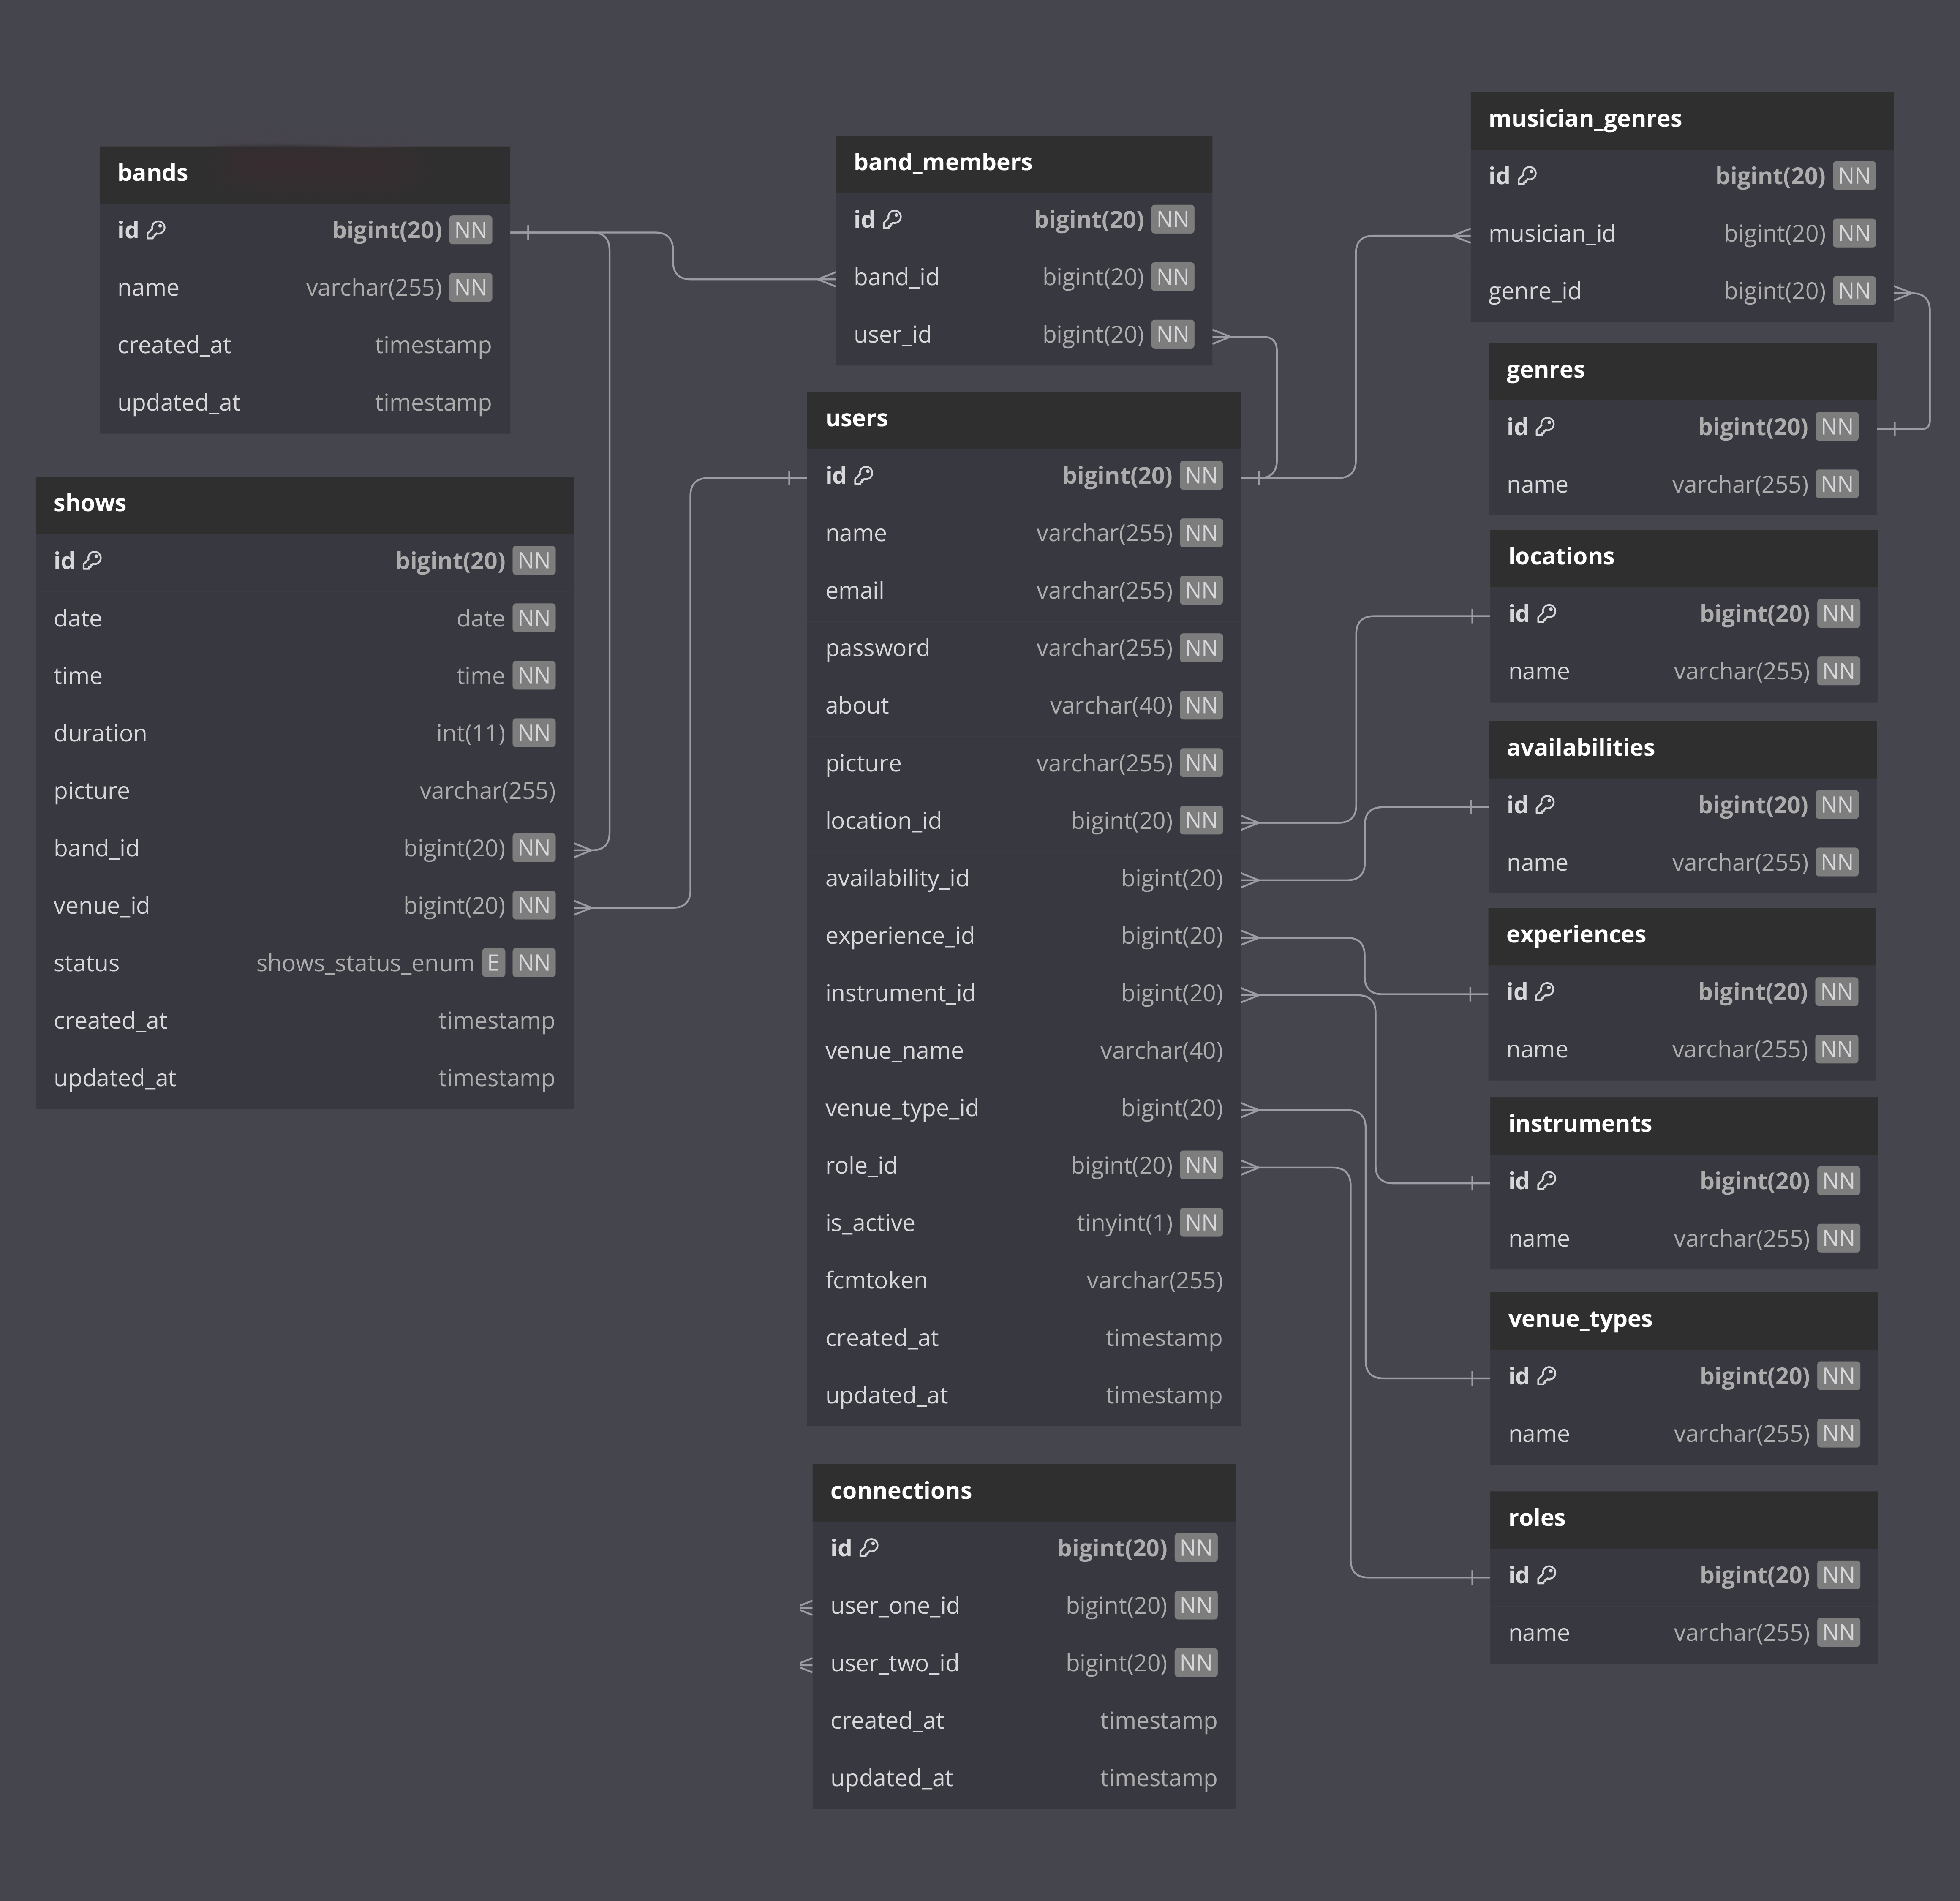 bands
id bigint(20) NN
name varchar(255) NN
created_at timestamp
updated_at timestamp
shows
id bigint(20) NN
date date NN
time time NN
duration int(11) NN
picture varchar(255)
band_id bigint(20) NN
venue_id bigint(20) NN
status shows_status_enum E NN
created_at timestamp
updated_at timestamp
band_members
id bigint(20) NN
band_id bigint(20) NN
user_id bigint(20) NN
users
id bigint(20) NN
name varchar(255) NN
email varchar(255) NN
password varchar(255) NN
about varchar(40) NN
picture varchar(255) NN
location_id bigint(20) NN
availability_id bigint(20)
experience_id bigint(20)
instrument_id bigint(20)
venue_name varchar(40)
venue_type_id bigint(20)
role_id bigint(20) NN
is_active tinyint(1) NN
fcmtoken varchar(255)
created_at timestamp
updated_at timestamp
connections
id bigint(20) NN
user_one_id bigint(20) NN
user_two_id bigint(20) NN
created_at timestamp
updated_at timestamp
musician_genres
id bigint(20) NN
musician_id bigint(20) NN
genre_id bigint(20) NN
genres
id bigint(20) NN
name varchar(255) NN
locations
id bigint(20) NN
name varchar(255) NN
availabilities
id bigint(20) NN
name varchar(255) NN
experiences
id bigint(20) NN
name varchar(255) NN
instruments
id bigint(20) NN
name varchar(255) NN
venue_types
id bigint(20) NN
name varchar(255) NN
roles
id bigint(20) NN
name varchar(255) NN